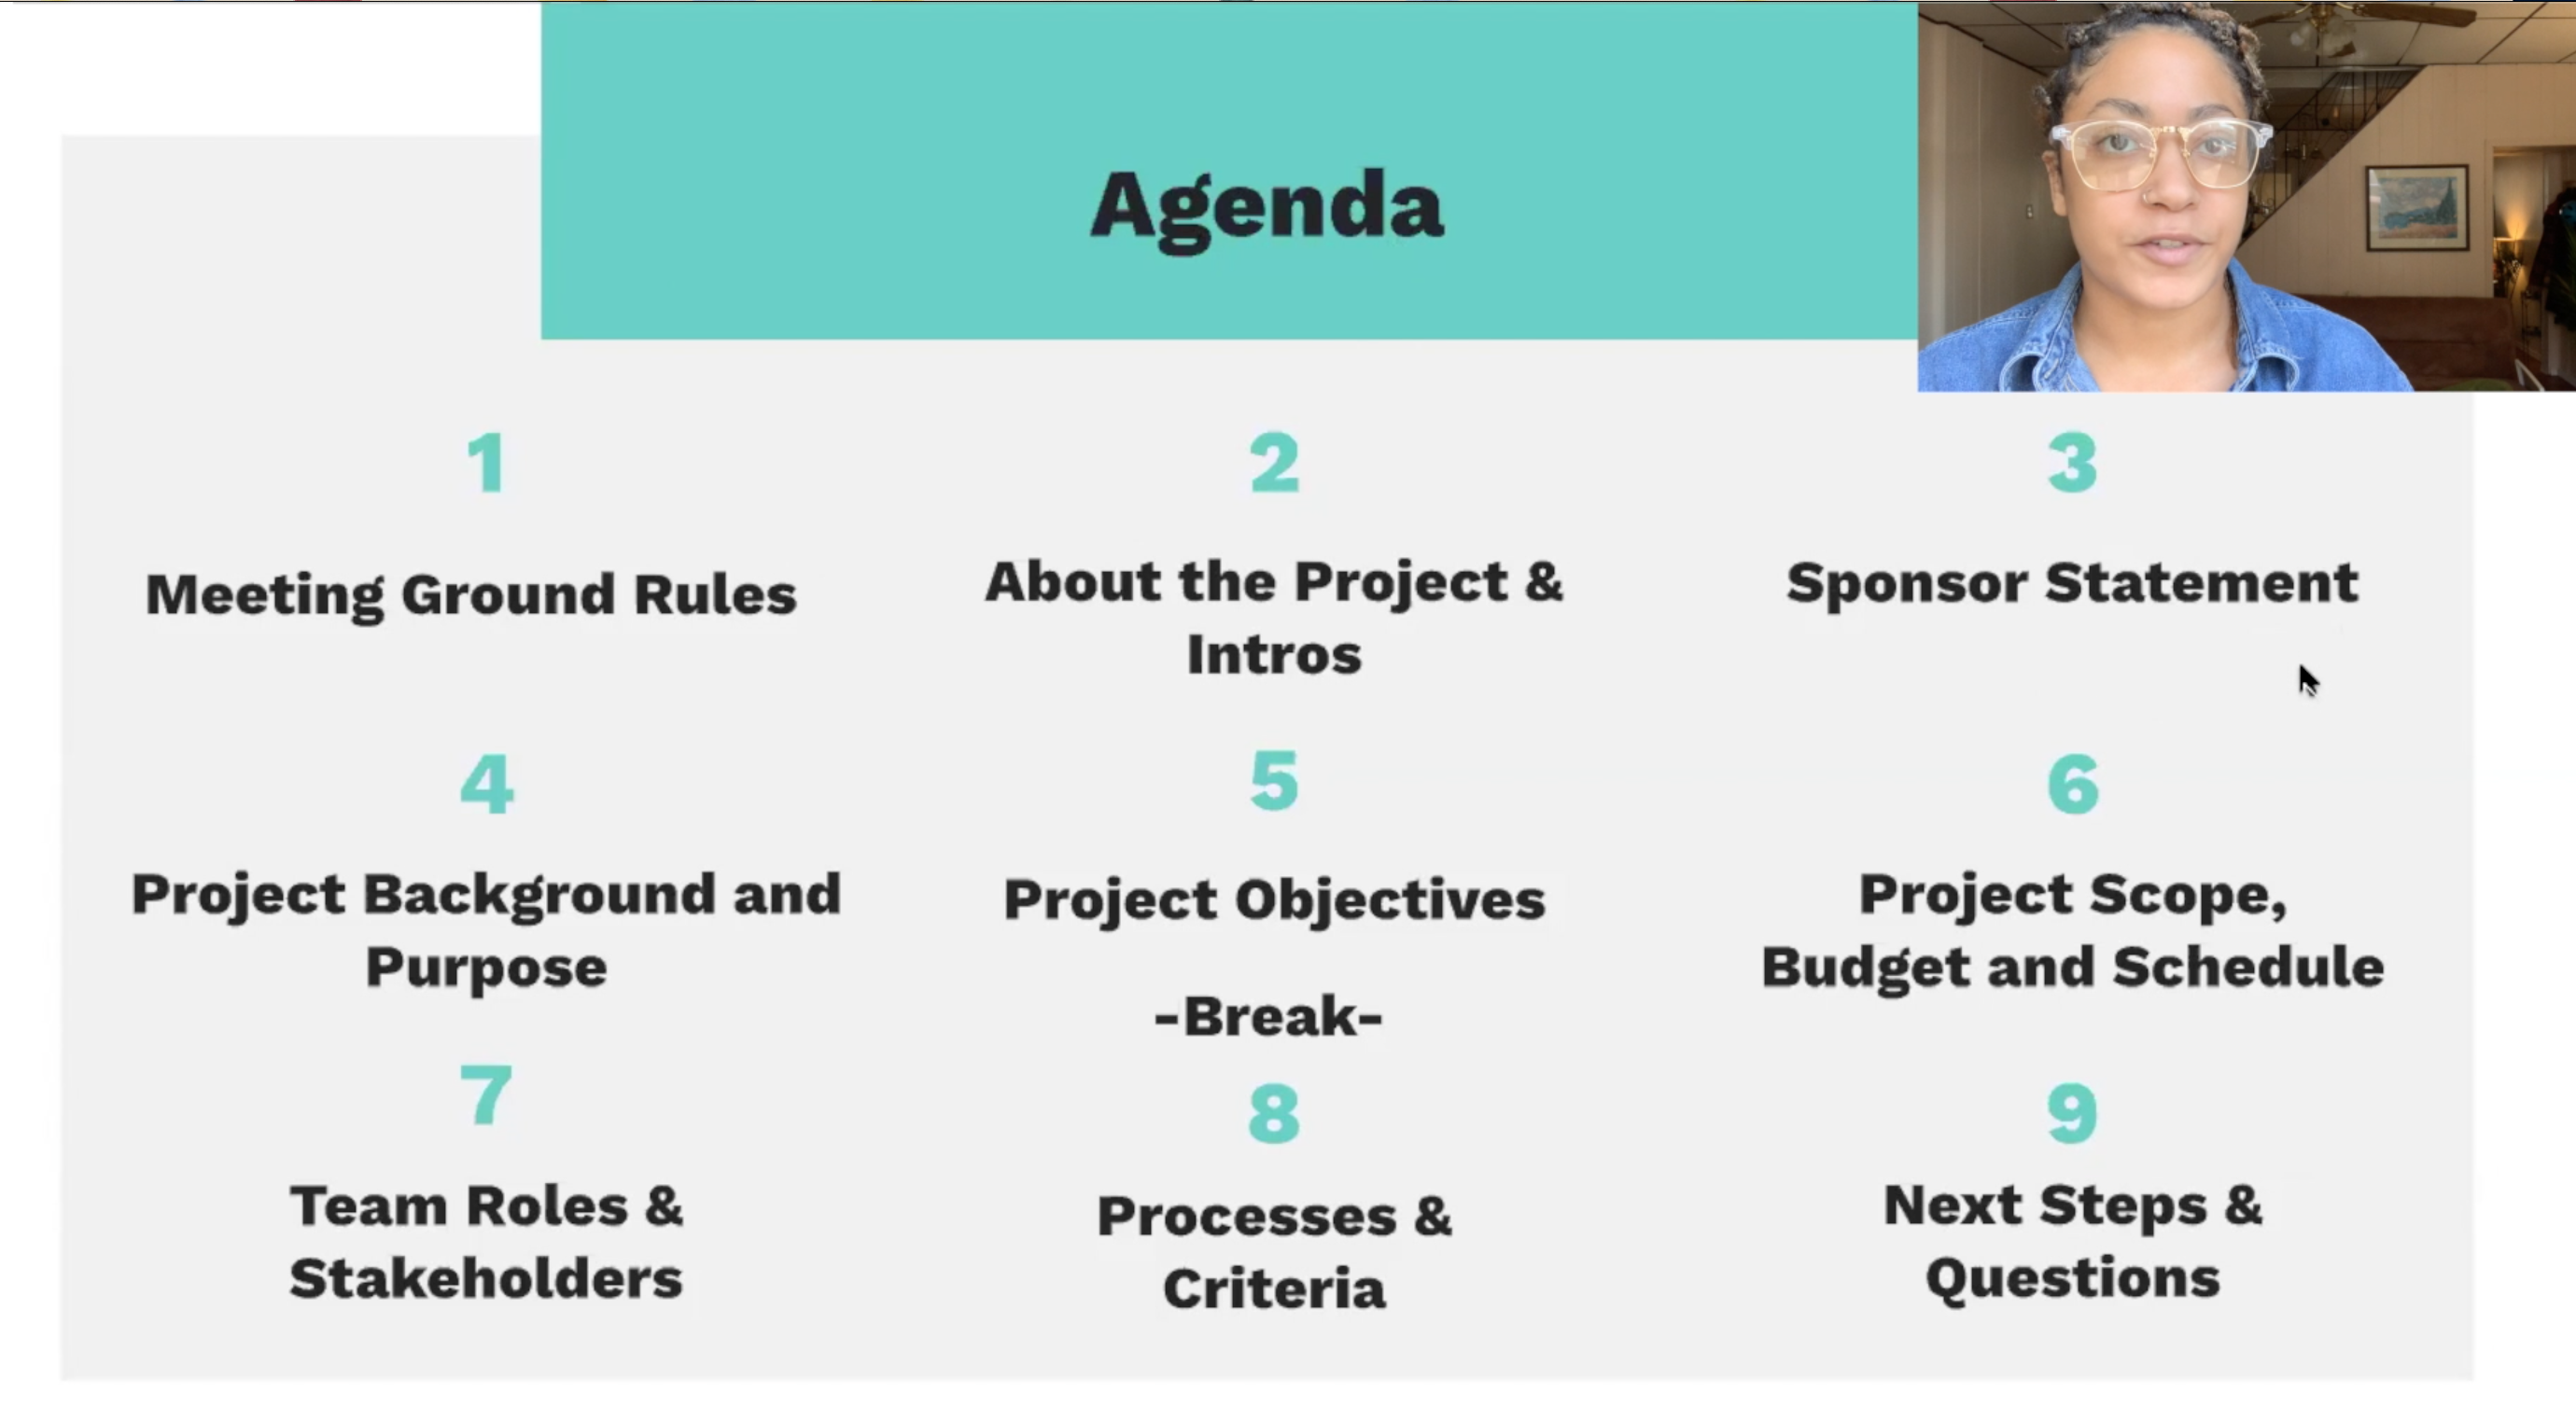 Agenda
1
Meeting Ground Rules
2
About the Project &
Intros
3
Sponsor Statement
4
Project Background and
Purpose
5
Project Objectives
-Break-
6
Project Scope,
Budget and Schedule
7
Team Roles &
Stakeholders
8
Processes &
Criteria
9
Next Steps &
Questions